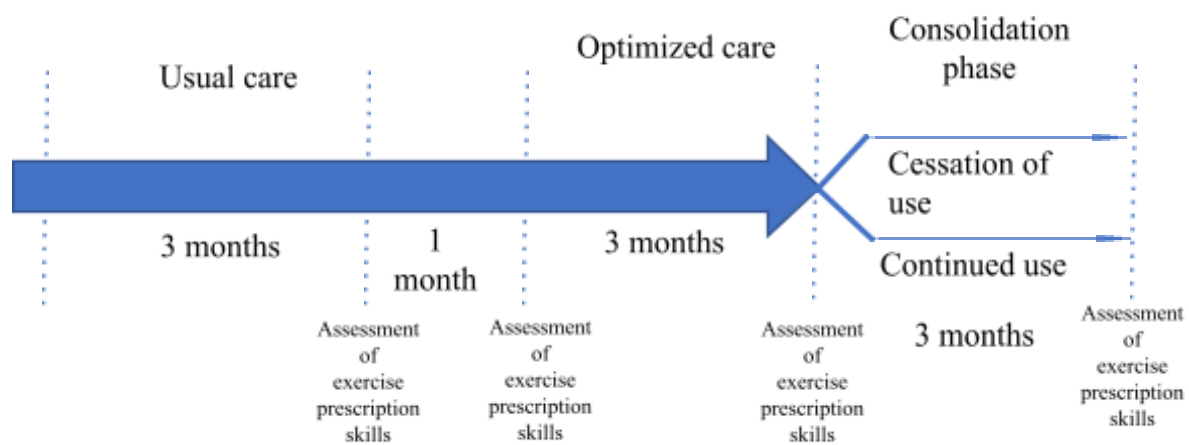 Usual care
Optimized care
Consolidation
phase
Cessation of
use
3 months
1
month
3 months
Continued use
3 months
Assessment
of
exercise
prescription
skills
Assessment
of
exercise
prescription
skills
Assessment
of
exercise
prescription
skills
Assessment
of
exercise
prescription
skills